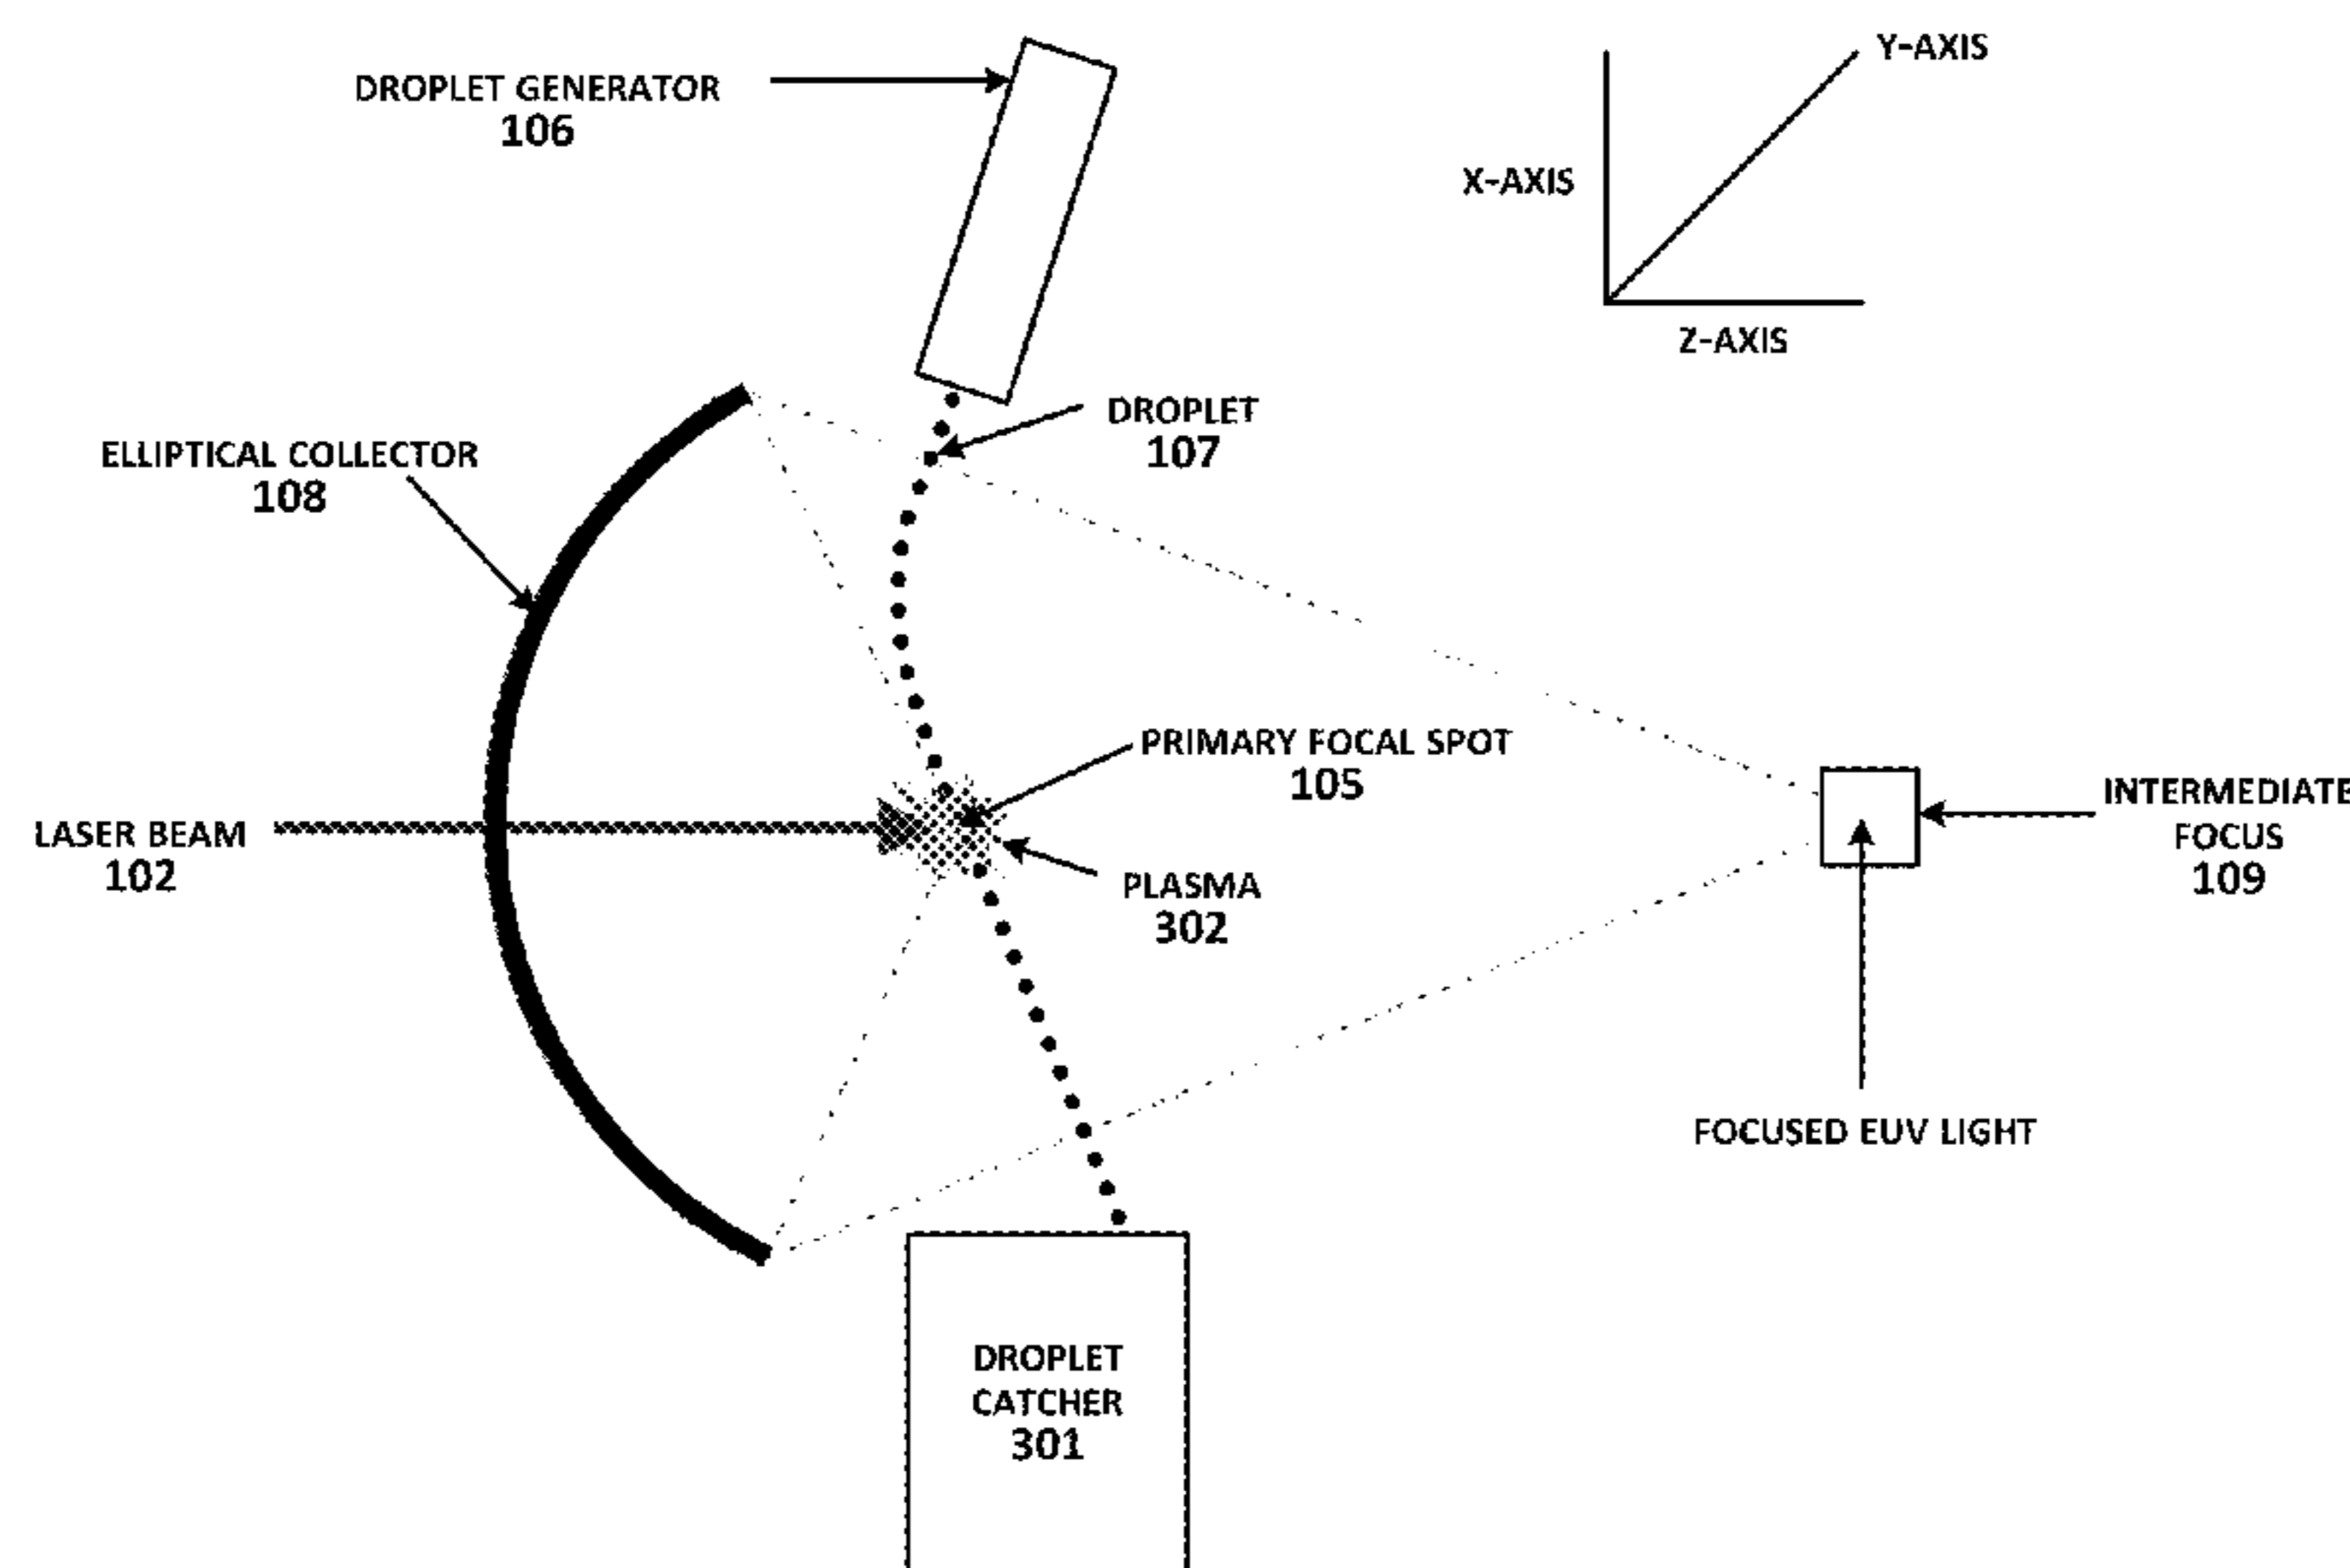 DROPLET GENERATOR
106
Y-AXIS
X-AXIS
Z-AXIS
DROPLET
107
ELLIPTICAL COLLECTOR
108
PRIMARY FOCAL SPOT
105
LASER BEAM
102
PLASMA
302
INTERMEDIATE
FOCUS
109
FOCUSED EUV LIGHT
DROPLET
CATCHER
301